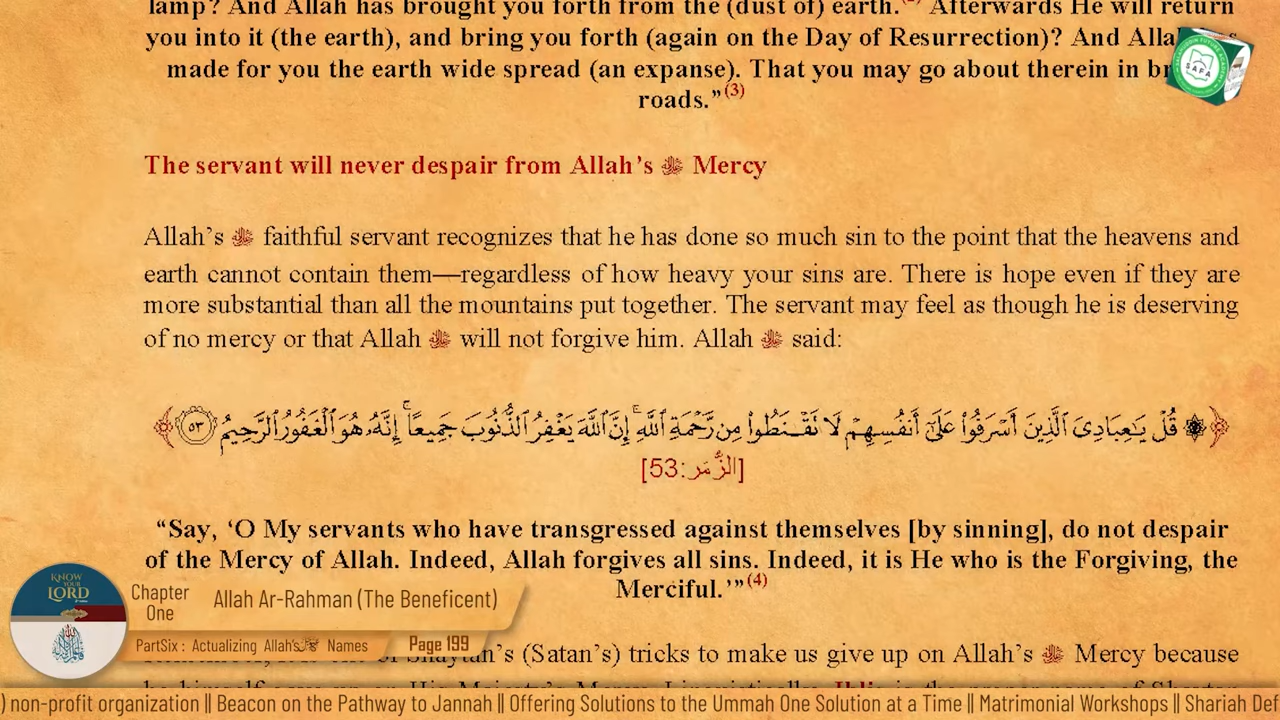 lamp? And Allah has brought you forth from the (dust of) earth. Afterwards He will return
you into it (the earth), and bring you forth (again on the Day of Resurrection)? And
made for you the earth wide spread (an expanse). That you may go about therein in
roads.”(3)
The servant will never despair from Allah’s ﷻ Mercy
Allah’s ﷻ faithful servant recognizes that he has done so much sin to the point that the heavens and
earth cannot contain them—regardless of how heavy your sins are. There is hope even if they are
more substantial than all the mountains put together. The servant may feel as though he is deserving
of no mercy or that Allah ﷻ will not forgive him. Allah ﷻ said:
﴿۞ قُلۡ يَـٰعِبَادِىَ ٱلَّذِينَ أَسۡرَفُواْ عَلَىٰٓ أَنفُسِهِمۡ لَا تَقۡنَطُواْ مِن رَّحۡمَةِ ٱللَّهِۚ إِنَّ ٱللَّهَ يَغۡفِرُ ٱلذُّنُوبَ جَمِيعًاۚ إِنَّهُۥ هُوَ ٱلۡغَفُورُ ٱلرَّحِيمُ ٥٣﴾
[الزُّمَر:53]
“Say, ‘O My servants who have transgressed against themselves [by sinning], do not despair
of the Mercy of Allah. Indeed, Allah forgives all sins. Indeed, it is He who is the Forgiving, the
Merciful.’”(4)
Shaytan’s (Satan’s) tricks to make us give up on Allah’s ﷻ Mercy because
KNOW
YOUR
LORD
Chapter
One
Allah Ar-Rahman (The Beneficent)
PartSix : Actualizing Allah’s ﷻ Names
Page 199
) non-profit organization || Beacon on the Pathway to Jannah || Offering Solutions to the Ummah One Solution at a Time || Matrimonial Workshops || Shariah